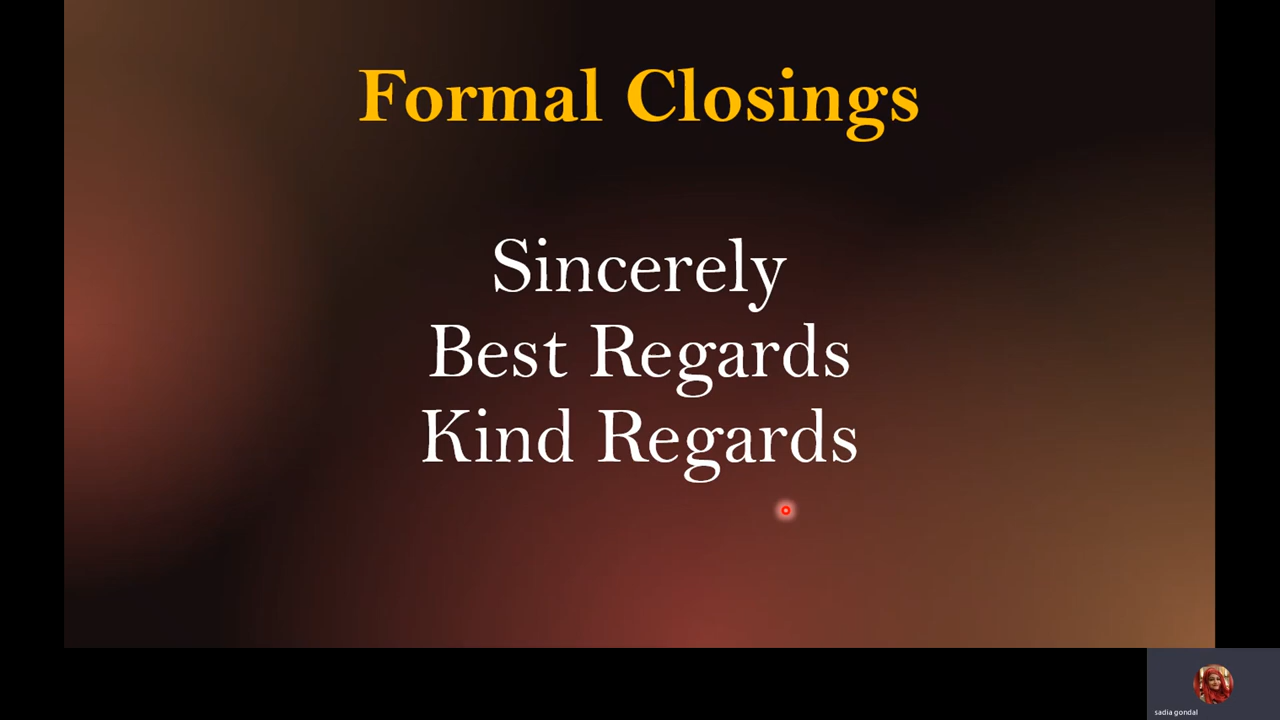 Formal Closings
Sincerely
Best Regards
Kind Regards
sadia gondal